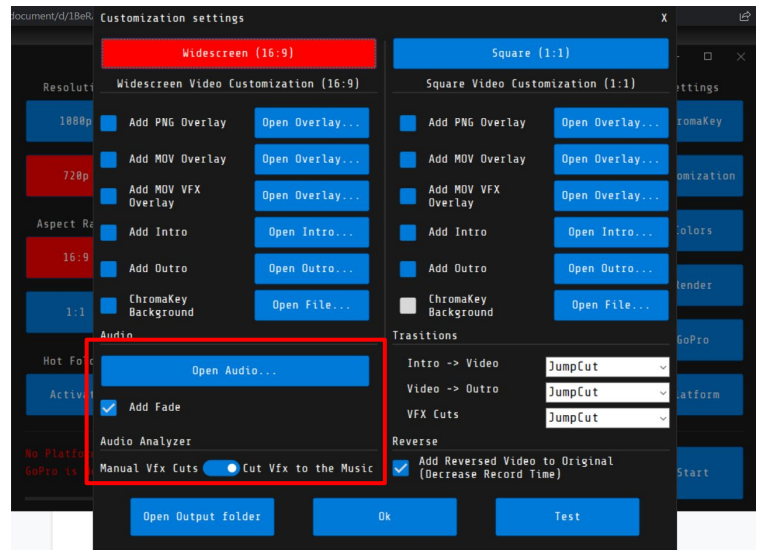 document/d/1BeR
Customization settings
X
Widescreen (16:9)
Square (1:1)
Widescreen Video Customization (16:9)
Square Video Customization (1:1)
Resoluti
ettings
1080p
Add PNG Overlay
Open Overlay...
Add PNG Overlay
Open Overlay...
romaKey
Add MOV Overlay
Open Overlay...
Add MOV Overlay
Open Overlay...
720p
Add MOV VFX
Overlay
Open Overlay...
Add MOV VFX
Overlay
Open Overlay...
omization
Aspect Ra
Add Intro
Open Intro...
Add Intro
Open Intro...
olors
16:9
Add Outro
Open Outro...
Add Outro
Open Outro...
ender
1:1
ChromaKey
Background
Open File...
ChromaKey
Background
Open File...
GoPro
Audio
Trasitions
Hot Fol
Open Audio...
Intro -> Video
JumpCut
Activat
Video -> Outro
JumpCut
atform
Add Fade
VFX Cuts
JumpCut
Audio Analyzer
Reverse
No Platfo
GoPro is
Manual Vfx Cuts
Cut Vfx to the Music
Add Reversed Video to Original
(Decrease Record Time)
Start
Open Output folder
Ok
Test